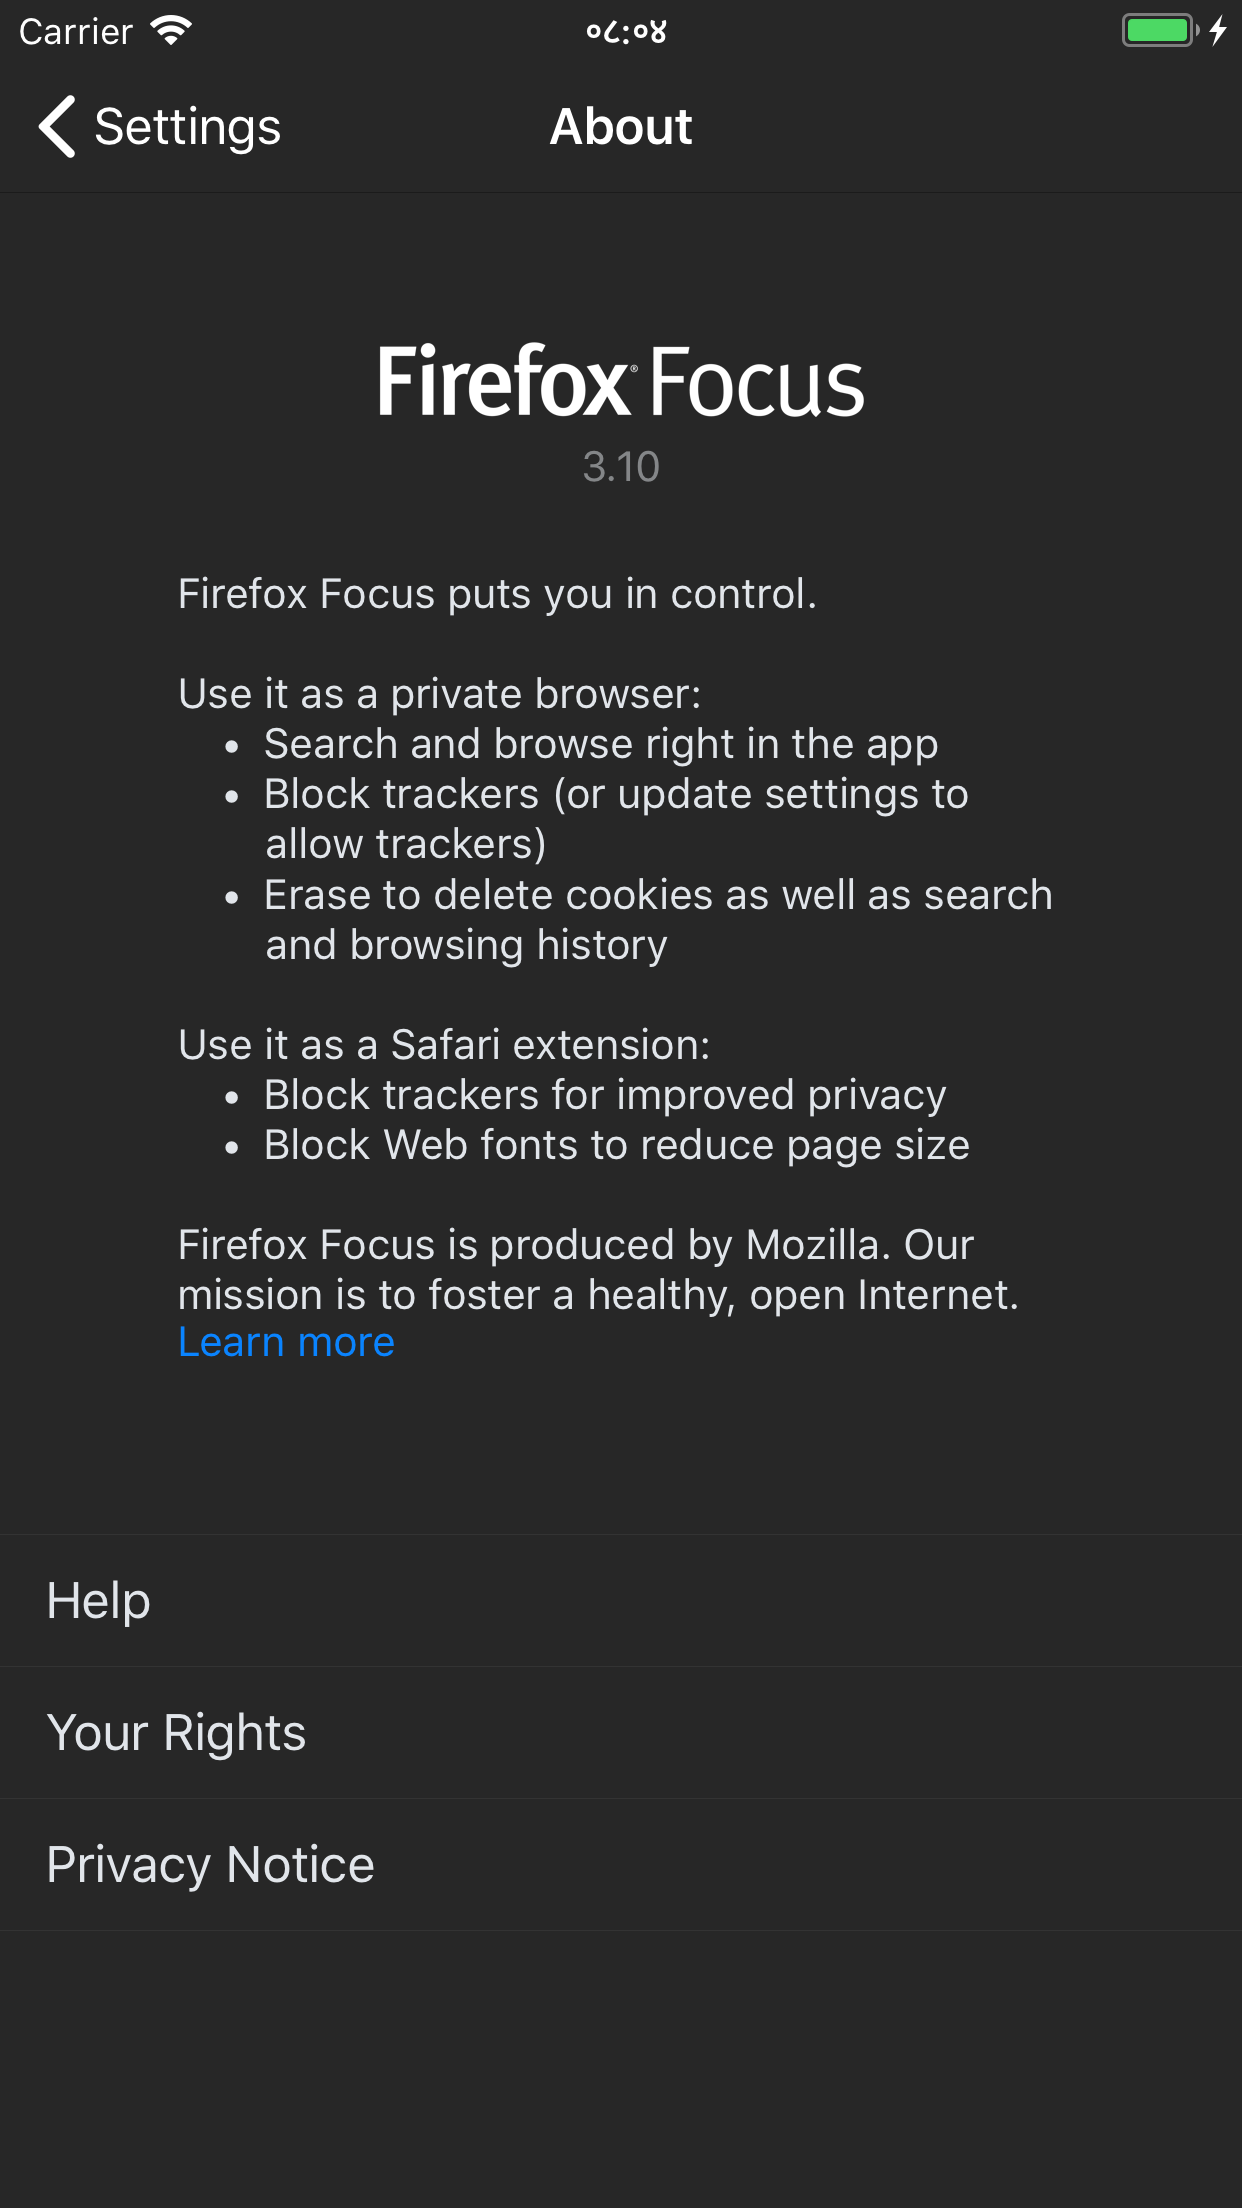 Carrier
०८:०४
Settings
About
Firefox® Focus
3.10
Firefox Focus puts you in control.
Use it as a private browser:
• Search and browse right in the app
• Block trackers (or update settings to
allow trackers)
• Erase to delete cookies as well as search
and browsing history
Use it as a Safari extension:
• Block trackers for improved privacy
• Block Web fonts to reduce page size
Firefox Focus is produced by Mozilla. Our
mission is to foster a healthy, open Internet.
Learn more
Help
Your Rights
Privacy Notice